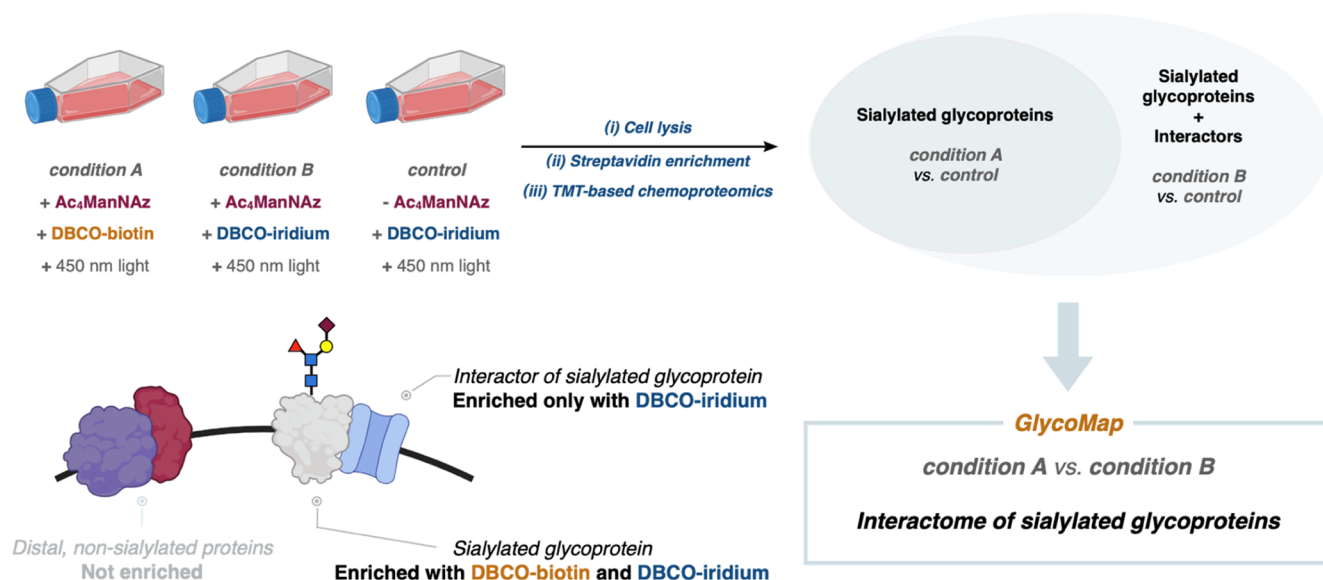 condition A
+ Ac₄ManNAz
+ DBCO-biotin
+ 450 nm light
condition B
+ Ac₄ManNAz
+ DBCO-iridium
+ 450 nm light
control
- Ac₄ManNAz
+ DBCO-iridium
+ 450 nm light
(i) Cell lysis
(ii) Streptavidin enrichment
(iii) TMT-based chemoproteomics
Sialylated glycoproteins
condition A
vs. control
Sialylated
glycoproteins
+
Interactors
condition B
vs. control
Interactor of sialylated glycoprotein
Enriched only with DBCO-iridium
Distal, non-sialylated proteins
Not enriched
Sialylated glycoprotein
Enriched with DBCO-biotin and DBCO-iridium
GlycoMap
condition A vs. condition B
Interactome of sialylated glycoproteins